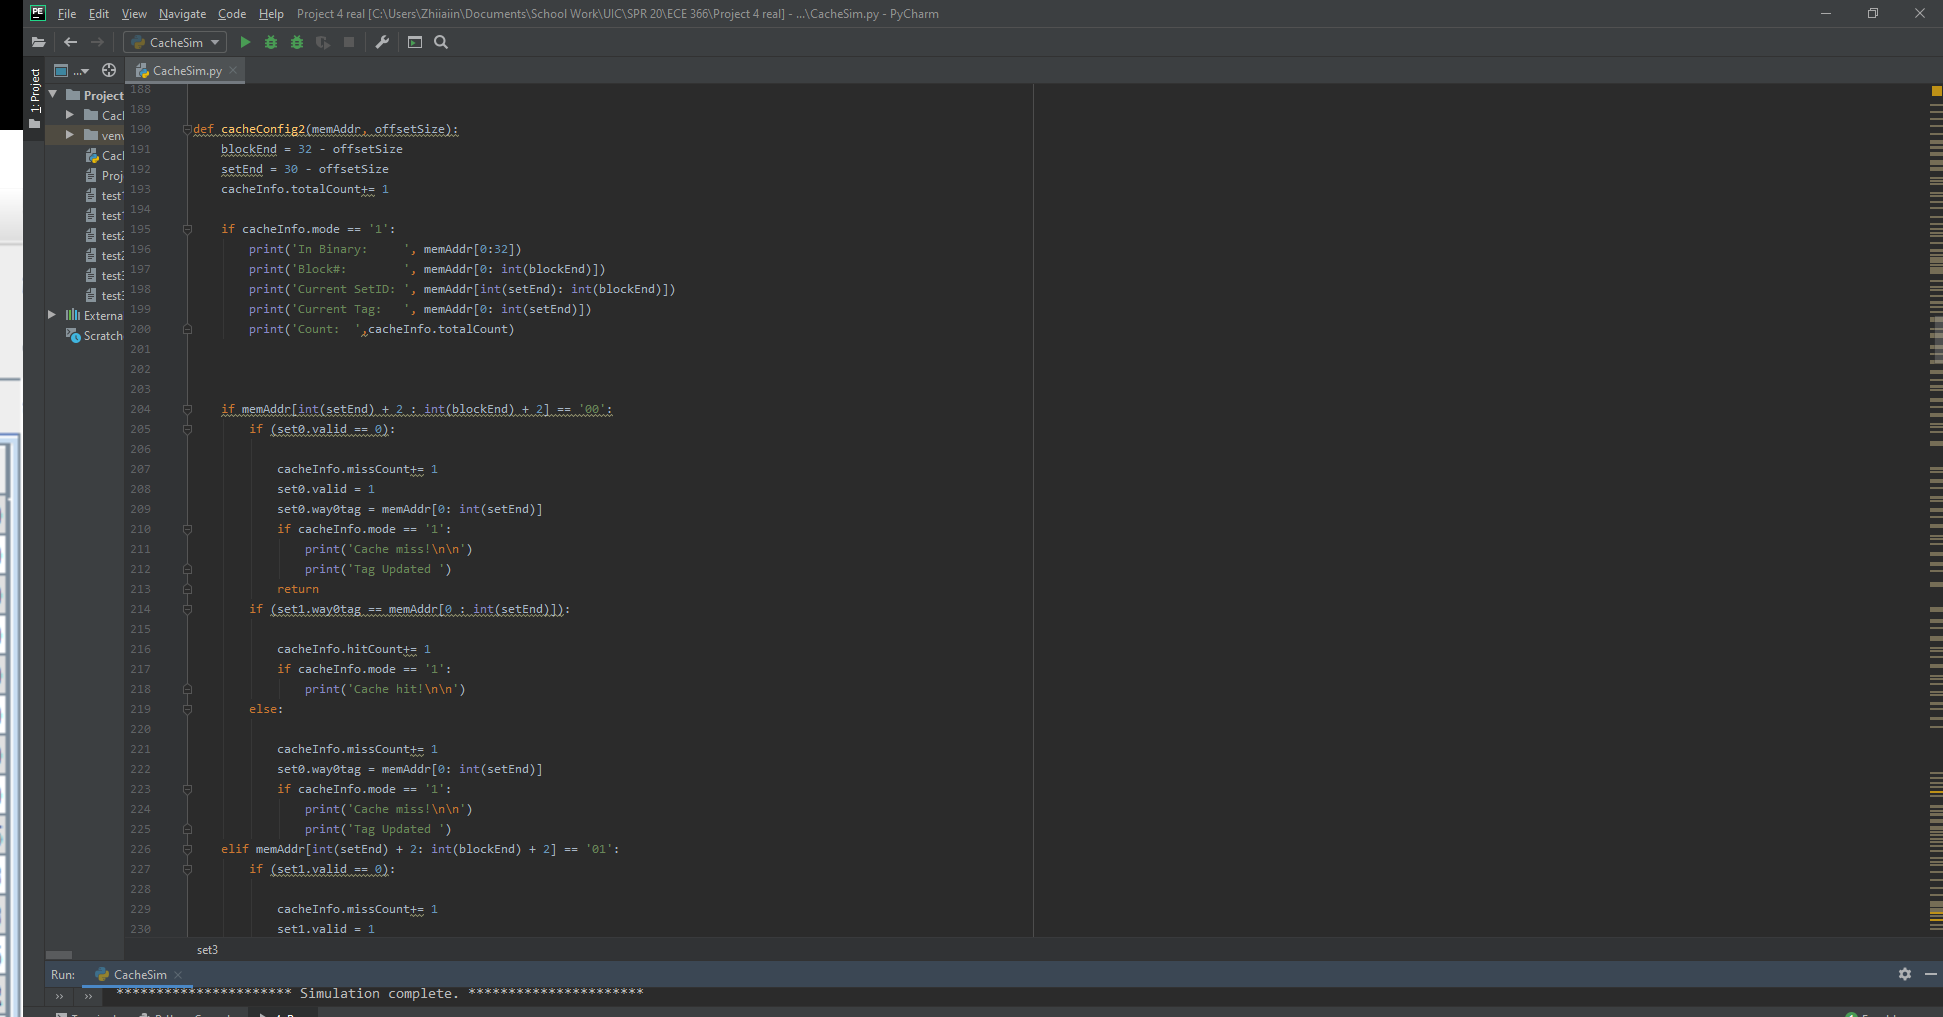 File Edit View Navigate Code Help Project 4 real [C:\Users\Zhiiaiin\Documents\School Work\UIC\SPR 20\ECE 366\Project 4 real] - ...\CacheSim.py - PyCharm
CacheSim
1: Project
...
CacheSim.py
Project
Cacl
venv
Cacl
Proj
test
test
test2
test2
test3
test3
Externa
Scratch
188
189
190 def cacheConfig2(memAddr, offsetSize):
191 blockEnd = 32 - offsetSize
192 setEnd = 30 - offsetSize
193 cacheInfo.totalCount+= 1
194
195 if cacheInfo.mode == '1':
196 print('In Binary:     ', memAddr[0:32])
197 print('Block#:        ', memAddr[0: int(blockEnd)])
198 print('Current SetID: ', memAddr[int(setEnd): int(blockEnd)])
199 print('Current Tag:   ', memAddr[0: int(setEnd)])
200 print('Count:  ',cacheInfo.totalCount)
201
202
203
204 if memAddr[int(setEnd) + 2 : int(blockEnd) + 2] == '00':
205 if (set0.valid == 0):
206
207 cacheInfo.missCount+= 1
208 set0.valid = 1
209 set0.way0tag = memAddr[0: int(setEnd)]
210 if cacheInfo.mode == '1':
211 print('Cache miss!\n\n')
212 print('Tag Updated ')
213 return
214 if (set1.way0tag == memAddr[0 : int(setEnd)]):
215
216 cacheInfo.hitCount+= 1
217 if cacheInfo.mode == '1':
218 print('Cache hit!\n\n')
219 else:
220
221 cacheInfo.missCount+= 1
222 set0.way0tag = memAddr[0: int(setEnd)]
223 if cacheInfo.mode == '1':
224 print('Cache miss!\n\n')
225 print('Tag Updated ')
226 elif memAddr[int(setEnd) + 2: int(blockEnd) + 2] == '01':
227 if (set1.valid == 0):
228
229 cacheInfo.missCount+= 1
230 set1.valid = 1
set3
Run: CacheSim
********************** Simulation complete. **********************